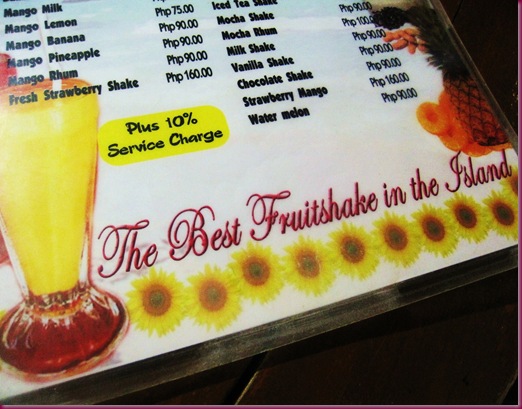 Mango Milk
Mango Lemon Php 75.00
Mango Banana Php 90.00
Mango Pineapple Php 90.00
Mango Rhum Php 90.00
Fresh Strawberry Shake Php 160.00
Iced Tea Shake
Mocha Shake Php 90.00
Mocha Rhum Php 100.00
Milk Shake Php 90.00
Vanilla Shake Php 90.00
Chocolate Shake Php 90.00
Strawberry Mango Php 160.00
Water melon Php 90.00
Plus 10%
Service Charge
The Best Fruitshake in the Island